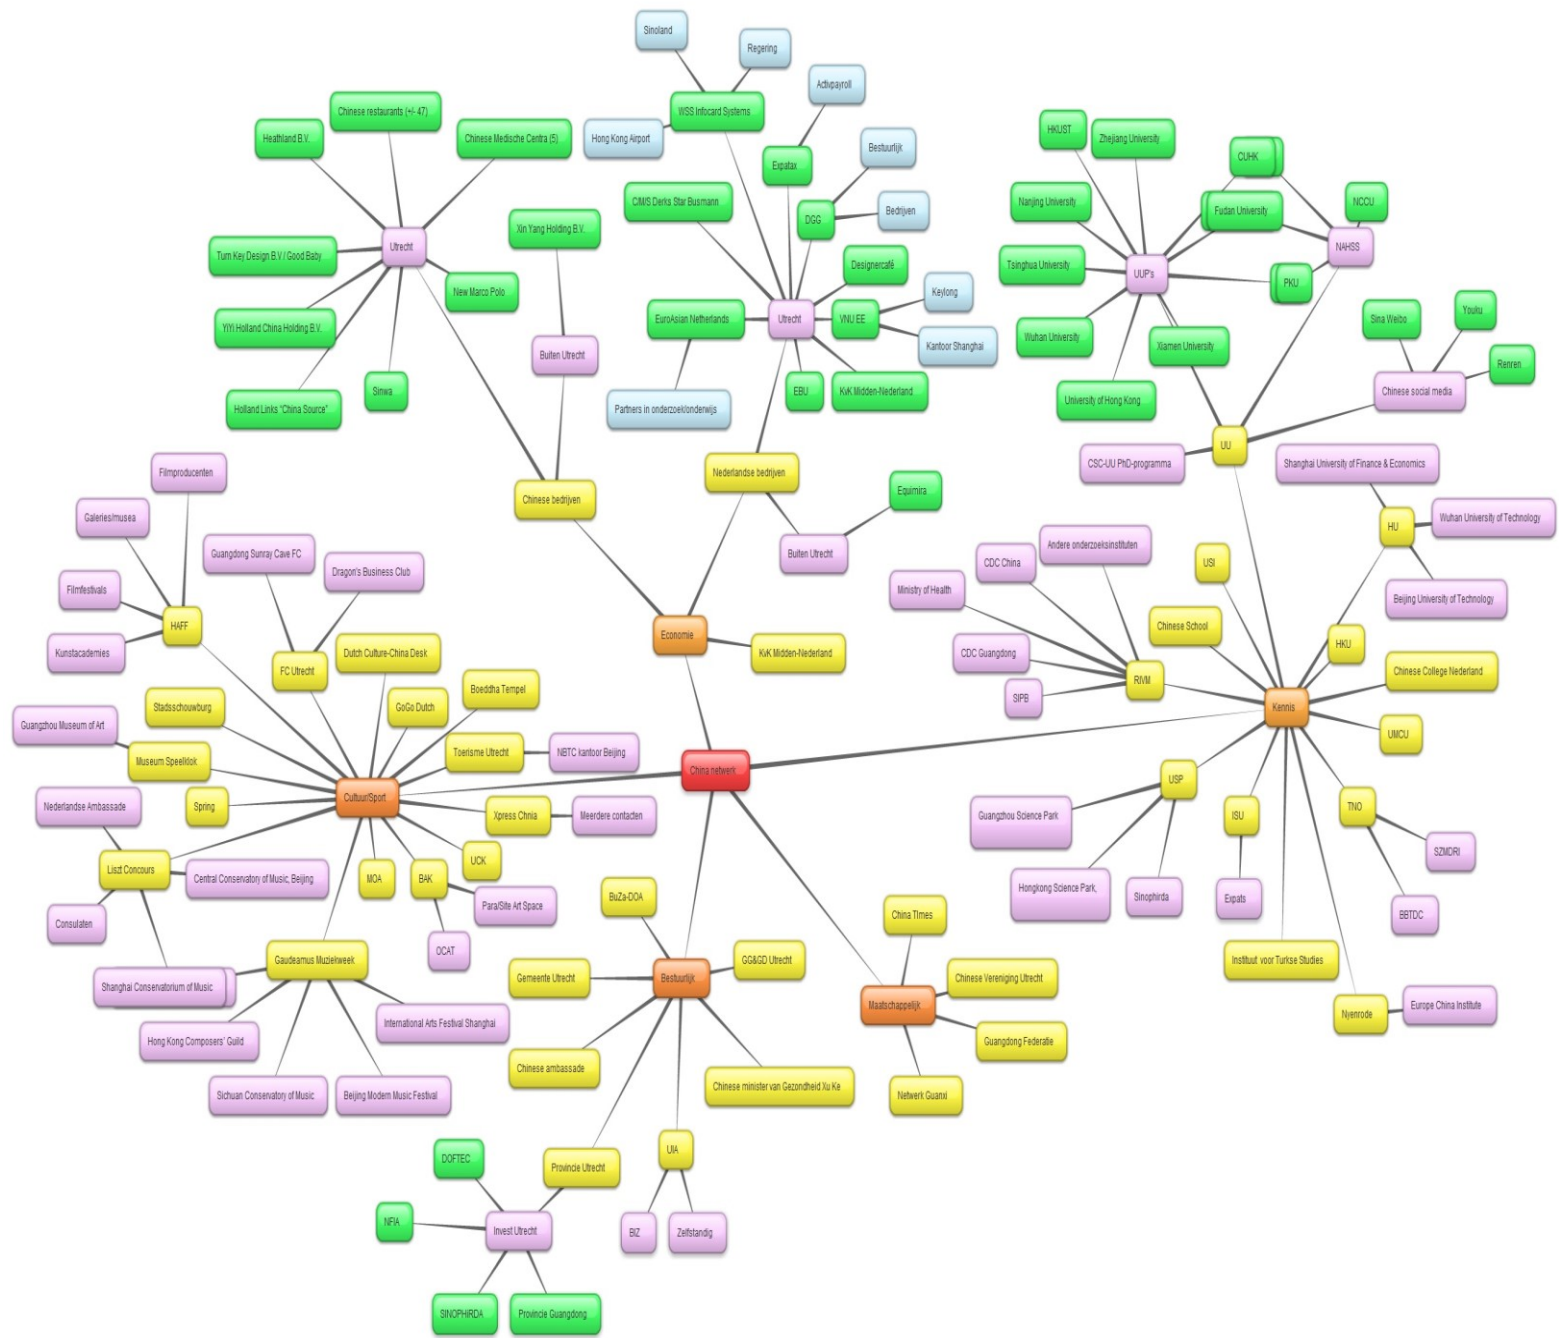 Sinoland
Regering
Activpayroll
Chinese restaurants (+/- 47)
WSS Infocard Systems
Heathland B.V.
Chinese Medische Centra (5)
Hong Kong Airport
Bestuurlijk
HKUST
Zhejiang University
CUHK
Expatax
C/M/S Derks Star Busmann
Xin Yang Holding B.V.
DGG
Bedrijven
Nanjing University
Fudan University
NCCU
Utrecht
NAHSS
Turn Key Design B.V / Good Baby
Designercafé
Tsinghua University
UUP's
PKU
New Marco Polo
Keylong
EuroAsian Netherlands
Utrecht
VNU EE
Sina Weibo
Youku
YiYi Holland China Holding B.V.
Kantoor Shanghai
Wuhan University
Xiamen University
Buiten Utrecht
Renren
Sinwa
EBU
KvK Midden-Nederland
University of Hong Kong
Chinese social media
Holland Links "China Source"
Partners in onderzoek/onderwijs
UU
CSC-UU PhD-programma
Shanghai University of Finance & Economics
Filmproducenten
Nederlandse bedrijven
Chinese bedrijven
Equimira
Galeries/musea
HU
Wuhan University of Technology
Guangdong Sunray Cave FC
Andere onderzoeksinstituten
Buiten Utrecht
Dragon's Business Club
CDC China
USI
Filmfestivals
Ministry of Health
Beijing University of Technology
HAFF
Chinese School
Economie
HKU
Kunstacademies
Dutch Culture-China Desk
CDC Guangdong
KvK Midden-Nederland
FC Utrecht
Chinese College Nederland
RIVM
Boeddha Tempel
SIPB
Stadsschouwburg
GoGo Dutch
Kennis
Guangzhou Museum of Art
UMCU
Toerisme Utrecht
NBTC kantoor Beijing
Museum Speelklok
China netwerk
USP
Cultuur/Sport
Nederlandse Ambassade
Spring
TNO
Xpress Chnia
Meerdere contacten
Guangzhou Science Park
ISU
SZMDRI
UCK
Liszt Concours
Central Conservatory of Music, Beijing
MOA
BAK
Hongkong Science Park,
Sinophirda
Expats
BuZa-DOA
Para/Site Art Space
BBTDC
China TImes
Consulaten
OCAT
Gaudeamus Muziekweek
GG&GD Utrecht
Instituut voor Turkse Studies
Gemeente Utrecht
Bestuurlijk
Chinese Vereniging Utrecht
Shanghai Conservatorium of Music
Maatschappelijk
Europe China Institute
Nyenrode
International Arts Festival Shanghai
Hong Kong Composers' Guild
Guangdong Federatie
Chinese ambassade
Chinese minister van Gezondheid Xu Ke
Sichuan Conservatory of Music
Beijing Modern Music Festival
Netwerk Guanxi
UIA
DOFTEC
Provincie Utrecht
NFIA
Invest Utrecht
BIZ
Zelfstandig
SINOPHIRDA
Provincie Guangdong